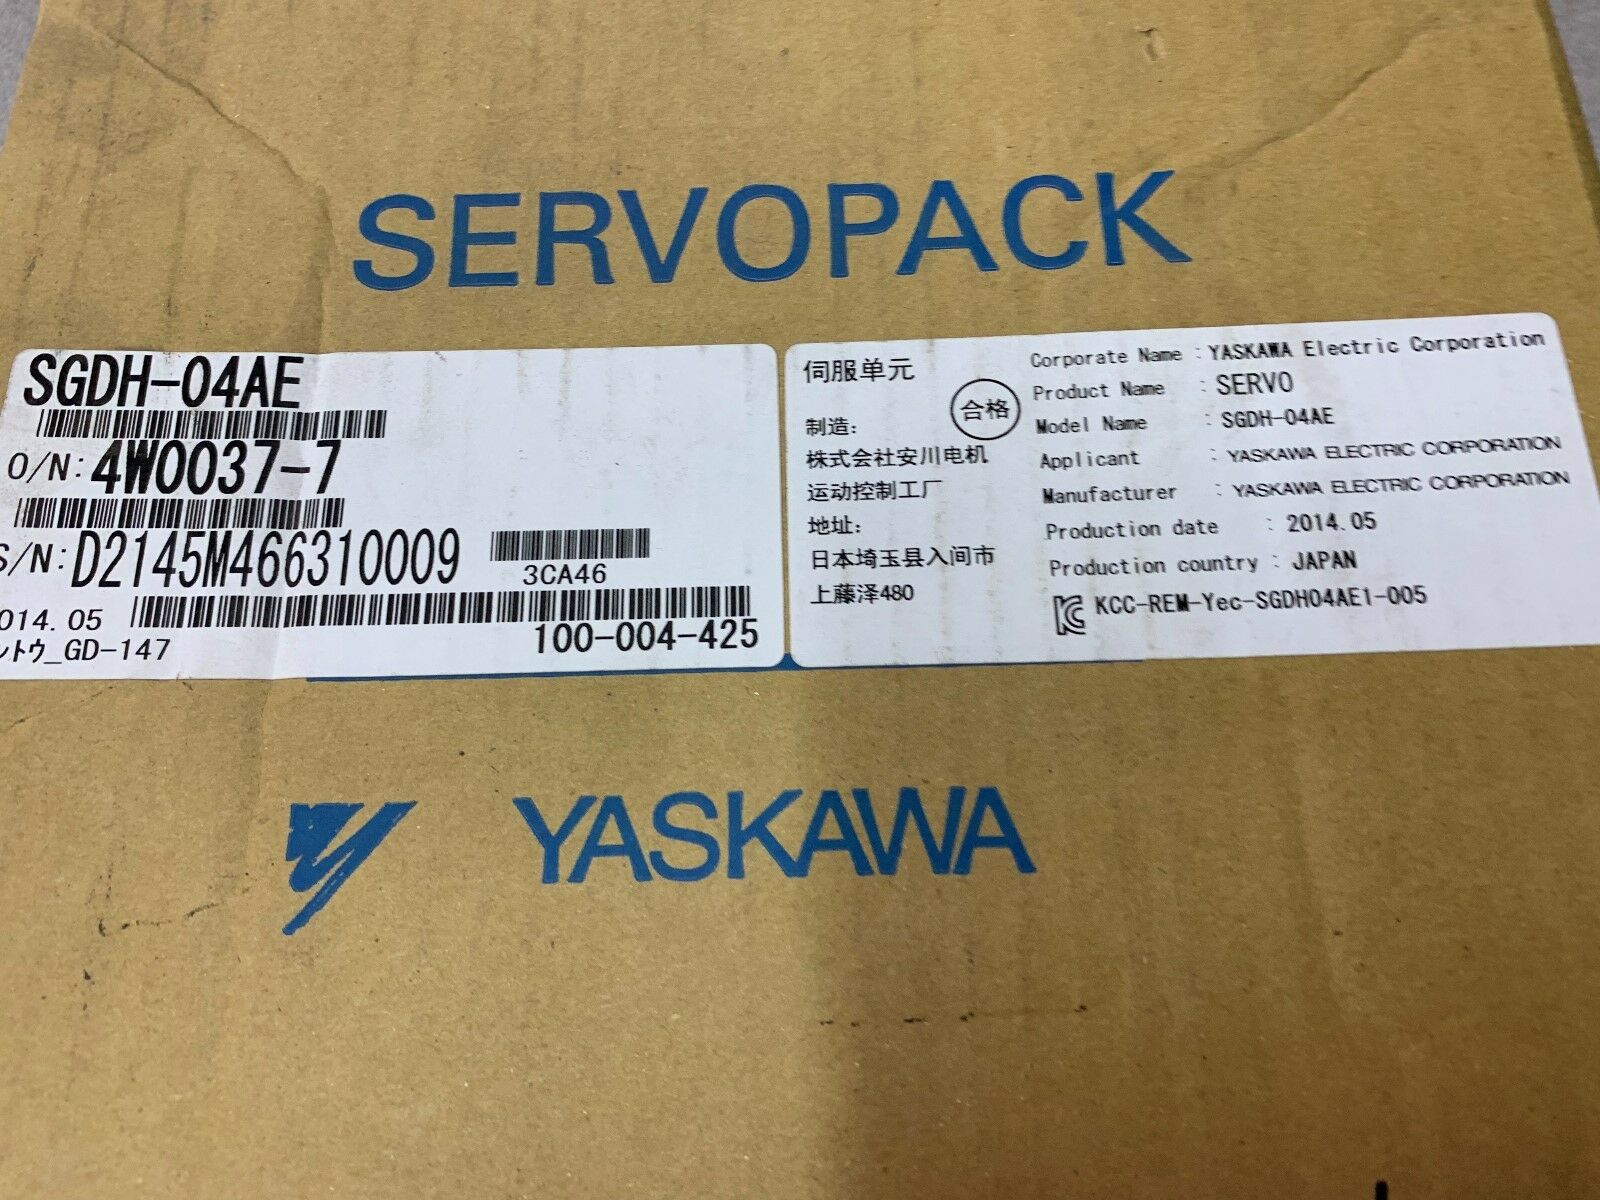 SERVOPACK
SGDH-04AE
O/N: 4W0037-7
S/N: D2145M466310009
3CA46
014.05
100-004-425
ントウ_GD-147
伺服单元
合格
制造:
株式会社安川电机
运动控制工厂
地址:
日本埼玉县入间市
上藤泽480
Corporate Name : YASKAWA Electric Corporation
Product Name : SERVO
Model Name : SGDH-04AE
Applicant : YASKAWA ELECTRIC CORPORATION
Manufacturer : YASKAWA ELECTRIC CORPORATION
Production date : 2014.05
Production country : JAPAN
KCC-REM-Yec-SGDH04AE1-005
YASKAWA